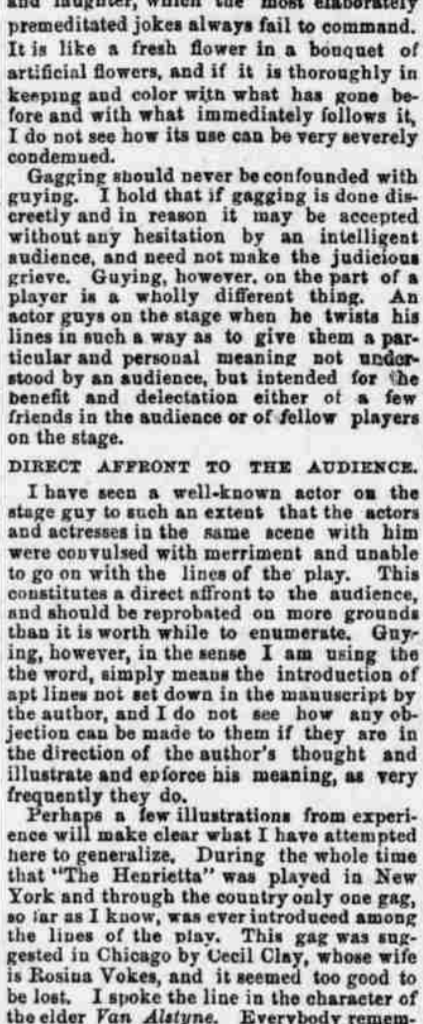 and laughter, which the most elaborately
premeditated jokes always fail to command.
It is like a fresh flower in a bouquet of
artificial flowers, and if it is thoroughly in
keeping and color with what has gone be-
fore and with what immediately follows it,
I do not see how its use can be very severely
condemned.
Gagging should never be confounded with
guying. I hold that if gagging is done dis-
creetly and in reason it may be accepted
without any hesitation by an intelligent
audience, and need not make the judicious
grieve. Guying, however, on the part of a
player is a wholly different thing. An
actor guys on the stage when he twists his
lines in such a way as to give them a par-
ticular and personal meaning not under-
stood by an audience, but intended for the
benefit and delectation either of a few
friends in the audience or of fellow players
on the stage.
DIRECT AFFRONT TO THE AUDIENCE.
I have seen a well-known actor on the
stage guy to such an extent that the actors
and actresses in the same scene with him
were convulsed with merriment and unable
to go on with the lines of the play. This
constitutes a direct affront to the audience,
and should be reprobated on more grounds
than it is worth while to enumerate. Guy-
ing, however, in the sense I am using the
the word, simply means the introduction of
apt lines not set down in the manuscript by
the author, and I do not see how any ob-
jection can be made to them if they are in
the direction of the author's thought and
illustrate and enforce his meaning, as very
frequently they do.
Perhaps a few illustrations from experi-
ence will make clear what I have attempted
here to generalize. During the whole time
that "The Henrietta" was played in New
York and through the country only one gag,
so far as I know, was ever introduced among
the lines of the play. This gag was sug-
gested in Chicago by Cecil Clay, whose wife
is Rosina Vokes, and it seemed too good to
be lost. I spoke the line in the character of
the elder Van Alstyne. Everybody remem-